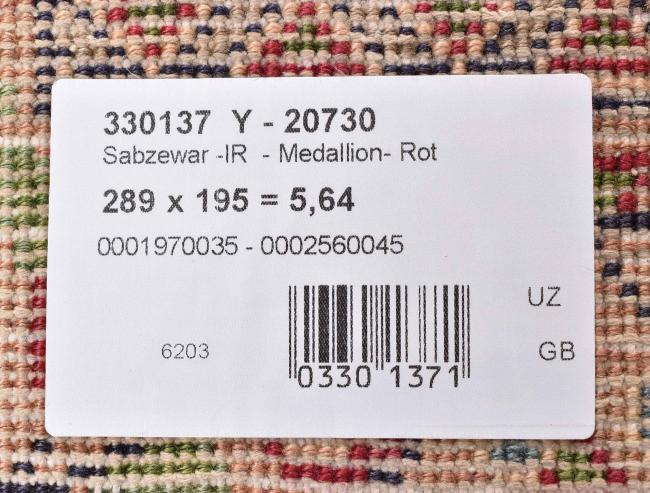 330137 Y - 20730
Sabzewar -IR - Medallion- Rot
289 x 195 = 5,64
0001970035 - 0002560045
UZ
6203
GB
0330 1371